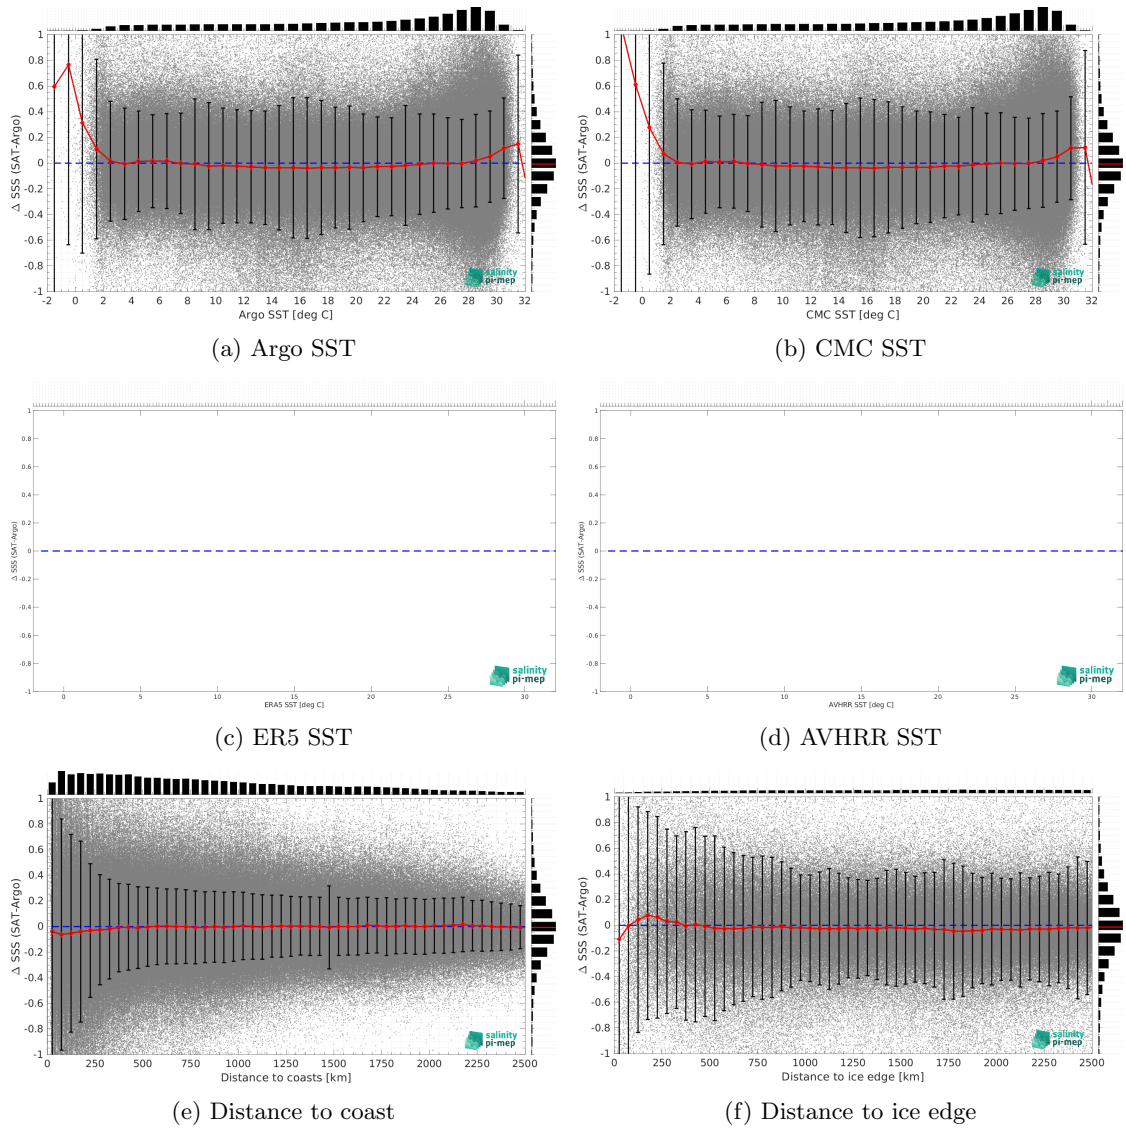 1
0.8
0.6
0.4
0.2
0
-0.2
-0.4
-0.6
-0.8
-1
Δ SSS (SAT-Argo)
-2 0 2 4 6 8 10 12 14 16 18 20 22 24 26 28 30 32
Argo SST [deg C]
salinity
pi-mep
(a) Argo SST
1
0.8
0.6
0.4
0.2
0
-0.2
-0.4
-0.6
-0.8
-1
Δ SSS (SAT-Argo)
-2 0 2 4 6 8 10 12 14 16 18 20 22 24 26 28 30 32
CMC SST [deg C]
salinity
pi-mep
(b) CMC SST
1
0.8
0.6
0.4
0.2
0
-0.2
-0.4
-0.6
-0.8
-1
Δ SSS (SAT-Argo)
0 5 10 15 20 25 30
ERA5 SST [deg C]
salinity
pi-mep
(c) ER5 SST
1
0.8
0.6
0.4
0.2
0
-0.2
-0.4
-0.6
-0.8
-1
Δ SSS (SAT-Argo)
0 5 10 15 20 25 30
AVHRR SST [deg C]
salinity
pi-mep
(d) AVHRR SST
1
0.8
0.6
0.4
0.2
0
-0.2
-0.4
-0.6
-0.8
-1
Δ SSS (SAT-Argo)
0 250 500 750 1000 1250 1500 1750 2000 2250 2500
Distance to coasts [km]
salinity
pi-mep
(e) Distance to coast
1
0.8
0.6
0.4
0.2
0
-0.2
-0.4
-0.6
-0.8
-1
Δ SSS (SAT-Argo)
0 250 500 750 1000 1250 1500 1750 2000 2250 2500
Distance to ice edge [km]
salinity
pi-mep
(f) Distance to ice edge